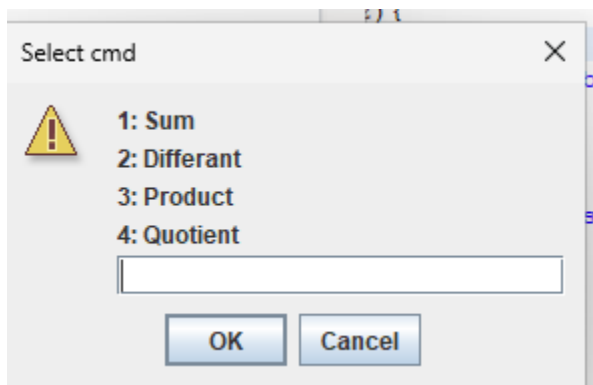 ;) {
Select cmd
1: Sum
2: Differant
3: Product
4: Quotient
OK
Cancel